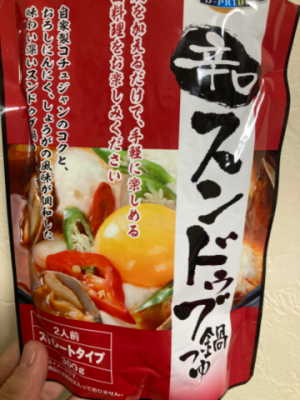 辛口
スンドゥブ
鍋つゆ
を加えるだけで、手軽に楽しめる
料理をお楽しみください
自家製コチュジャンのコクと、
おろしにんにく、しょうがの風味が調和した
味わい深いスンドゥブ
2人前
ストレートタイプ
300g